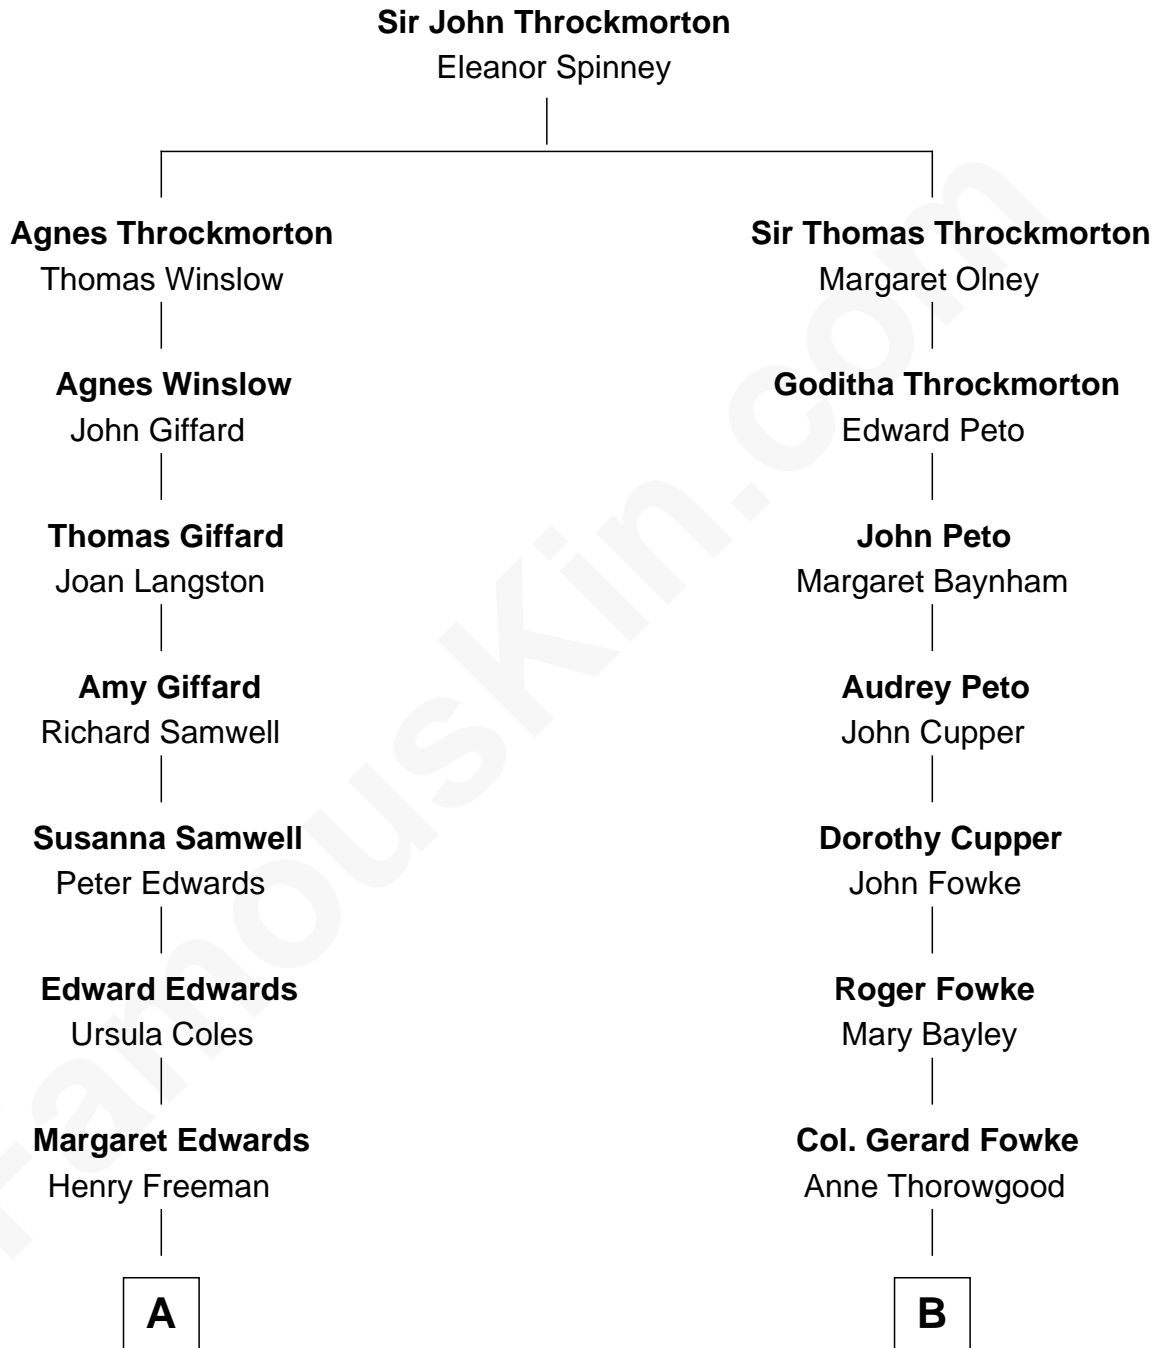 Sir John Throckmorton
Eleanor Spinney
Agnes Throckmorton
Thomas Winslow
Sir Thomas Throckmorton
Margaret Olney
Agnes Winslow
John Giffard
Goditha Throckmorton
Edward Peto
Thomas Giffard
Joan Langston
John Peto
Margaret Baynham
Amy Giffard
Richard Samwell
Audrey Peto
John Cupper
Susanna Samwell
Peter Edwards
Dorothy Cupper
John Fowke
Edward Edwards
Ursula Coles
Roger Fowke
Mary Bayley
Margaret Edwards
Henry Freeman
Col. Gerard Fowke
Anne Thorowgood
A
B
FamousKin.com